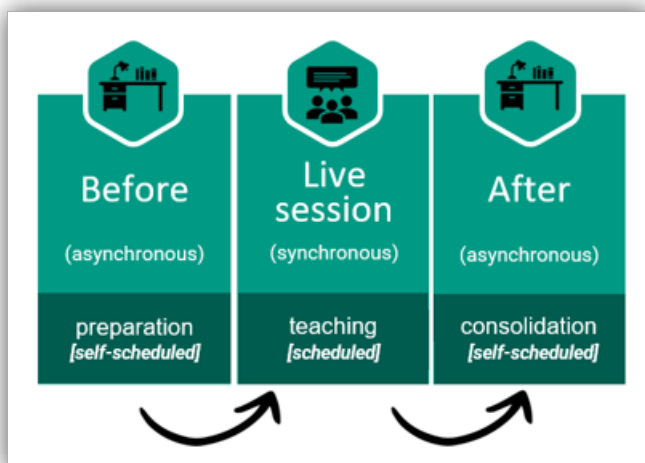 Before
(asynchronous)
preparation
[self-scheduled]
Live
session
(synchronous)
teaching
[scheduled]
After
(asynchronous)
consolidation
[self-scheduled]